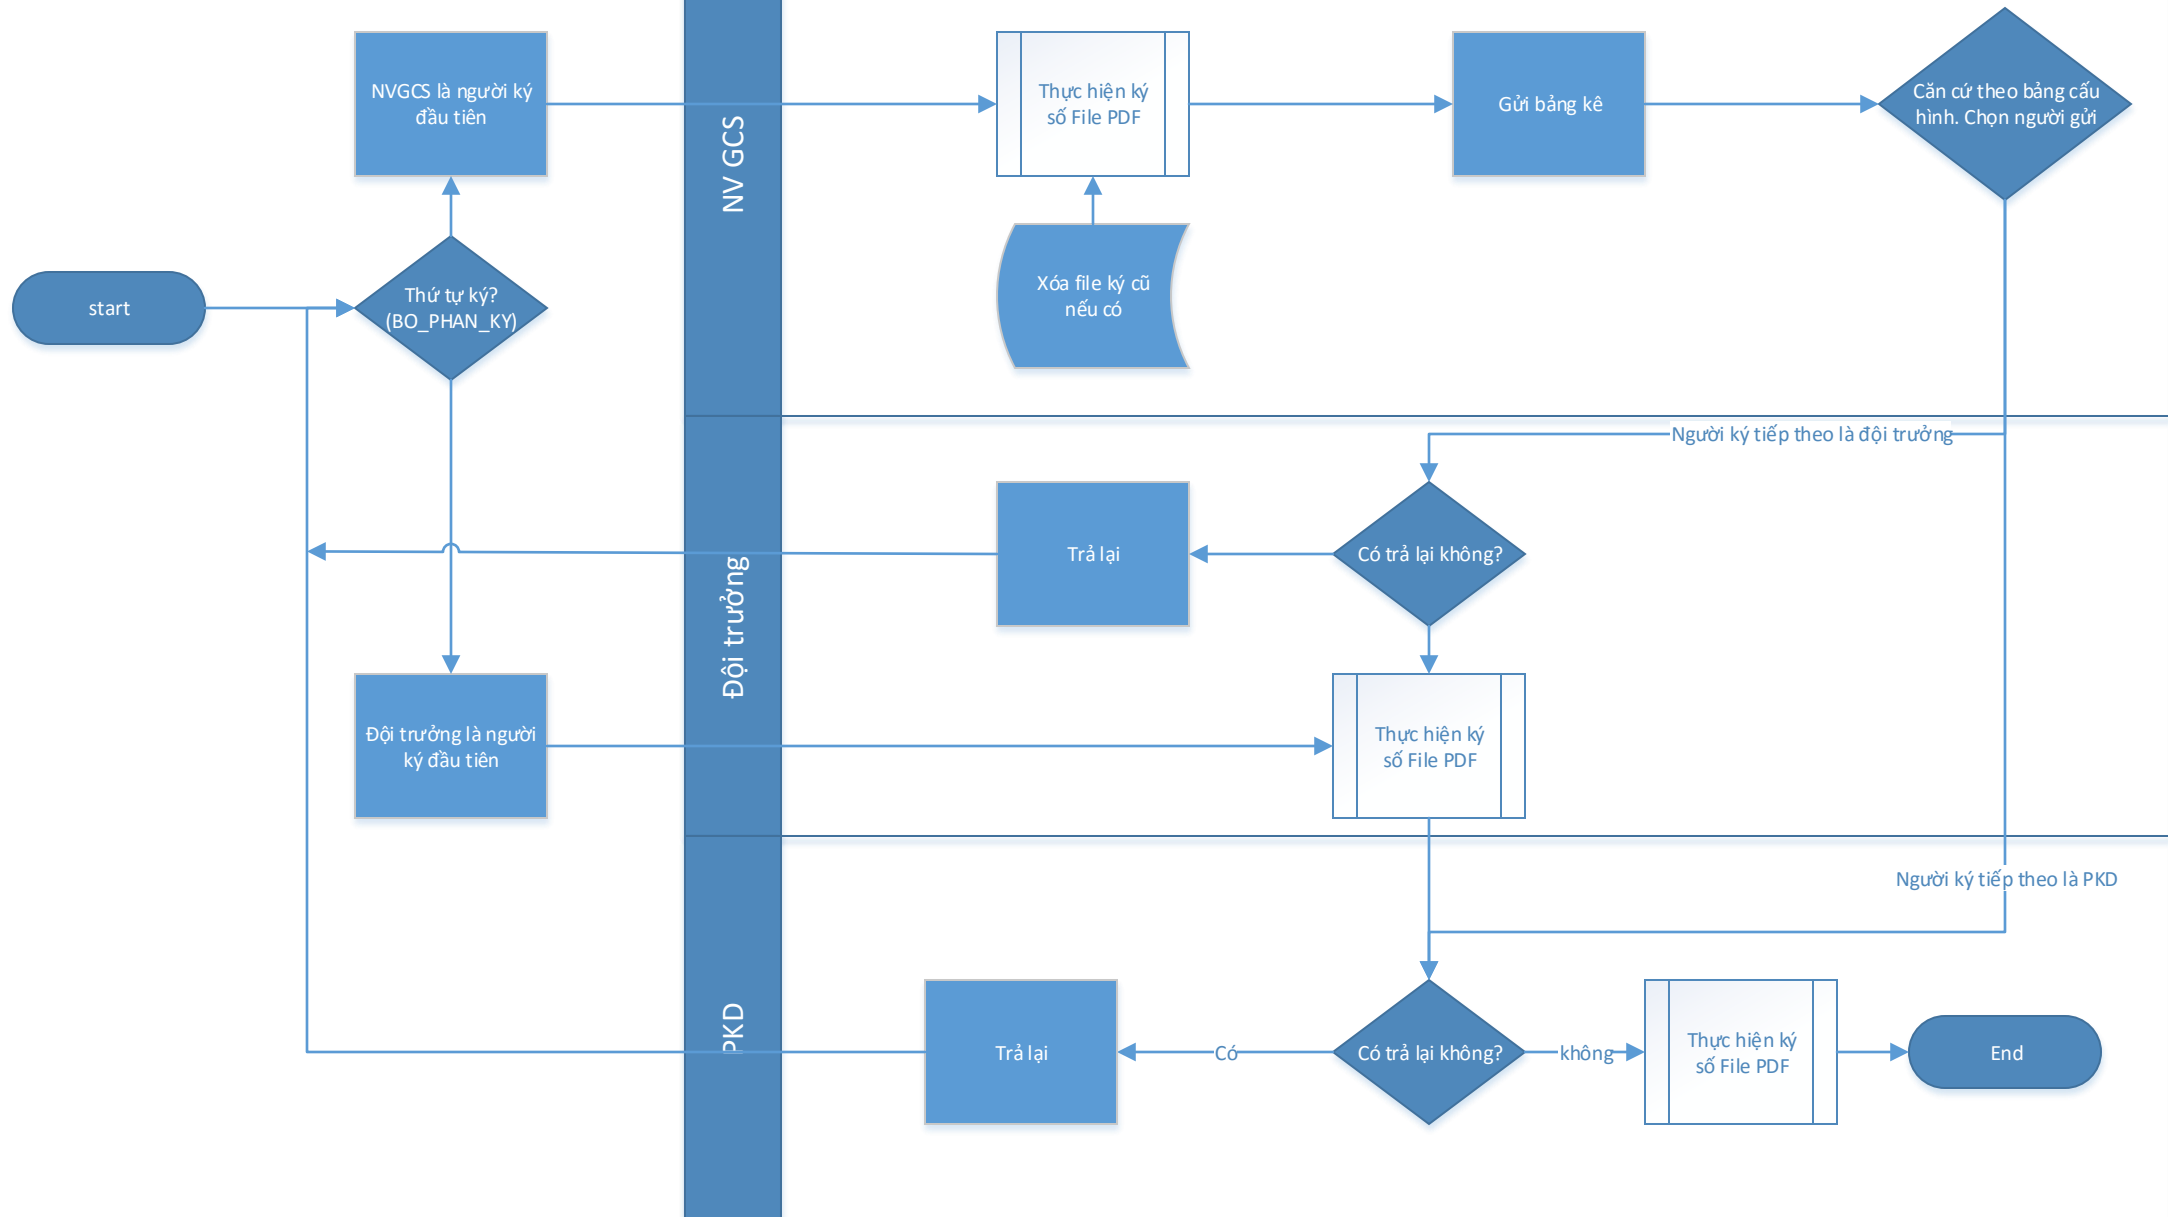 NVGCS là người ký
đầu tiên
Thực hiện ký
số File PDF
Gửi bảng kê
Căn cứ theo bảng cấu
hình. Chọn người gửi
NV GCS
start
Thứ tự ký?
(BO_PHAN_KY)
Xóa file ký cũ
nếu có
Người ký tiếp theo là đội trưởng
Đội trưởng
Trả lại
Có trả lại không?
Đội trưởng là người
ký đầu tiên
Thực hiện ký
số File PDF
Người ký tiếp theo là PKD
PKD
Trả lại
Có
Có trả lại không?
không
Thực hiện ký
số File PDF
End